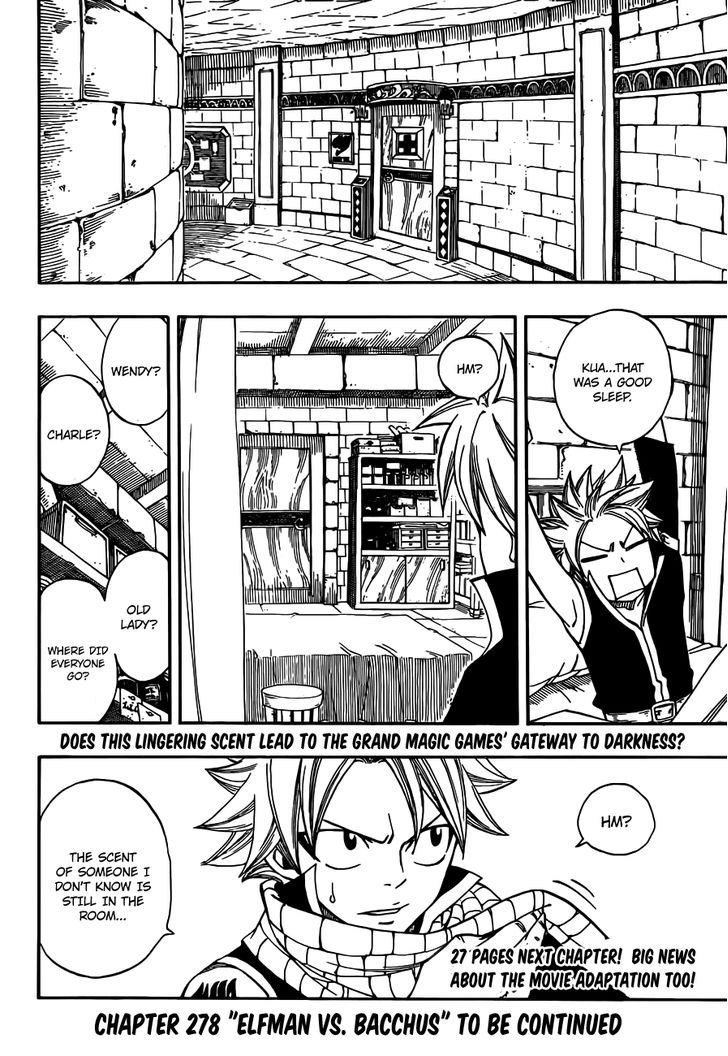 KUA...THAT
WAS A GOOD
SLEEP.
HM?
WENDY?
CHARLE?
OLD
LADY?
WHERE DID
EVERYONE
GO?
DOES THIS LINGERING SCENT LEAD TO THE GRAND MAGIC GAMES' GATEWAY TO DARKNESS?
HM?
THE SCENT
OF SOMEONE I
DON'T KNOW IS
STILL IN THE
ROOM...
27 PAGES NEXT CHAPTER! BIG NEWS
ABOUT THE MOVIE ADAPTATION TOO!
CHAPTER 278 "ELFMAN VS. BACCHUS" TO BE CONTINUED